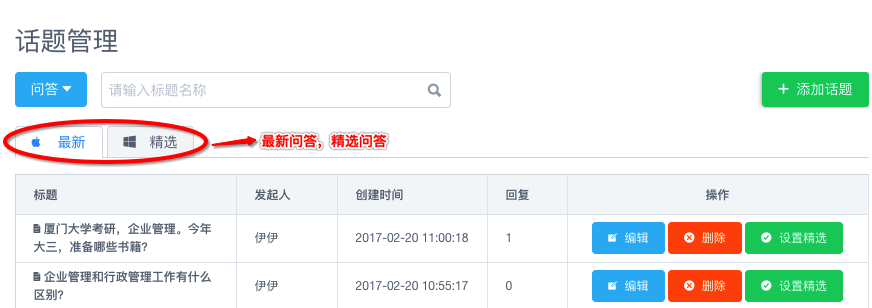 话题管理
问答
请输入标题名称
添加话题
最新
精选
最新问答，精选问答
标题 发起人 创建时间 回复 操作
厦门大学考研，企业管理。今年
大三，准备哪些书籍？
伊伊 2017-02-20 11:00:18 1 编辑 删除 设置精选
企业管理和行政管理工作有什么
区别？
伊伊 2017-02-20 10:55:17 0 编辑 删除 设置精选